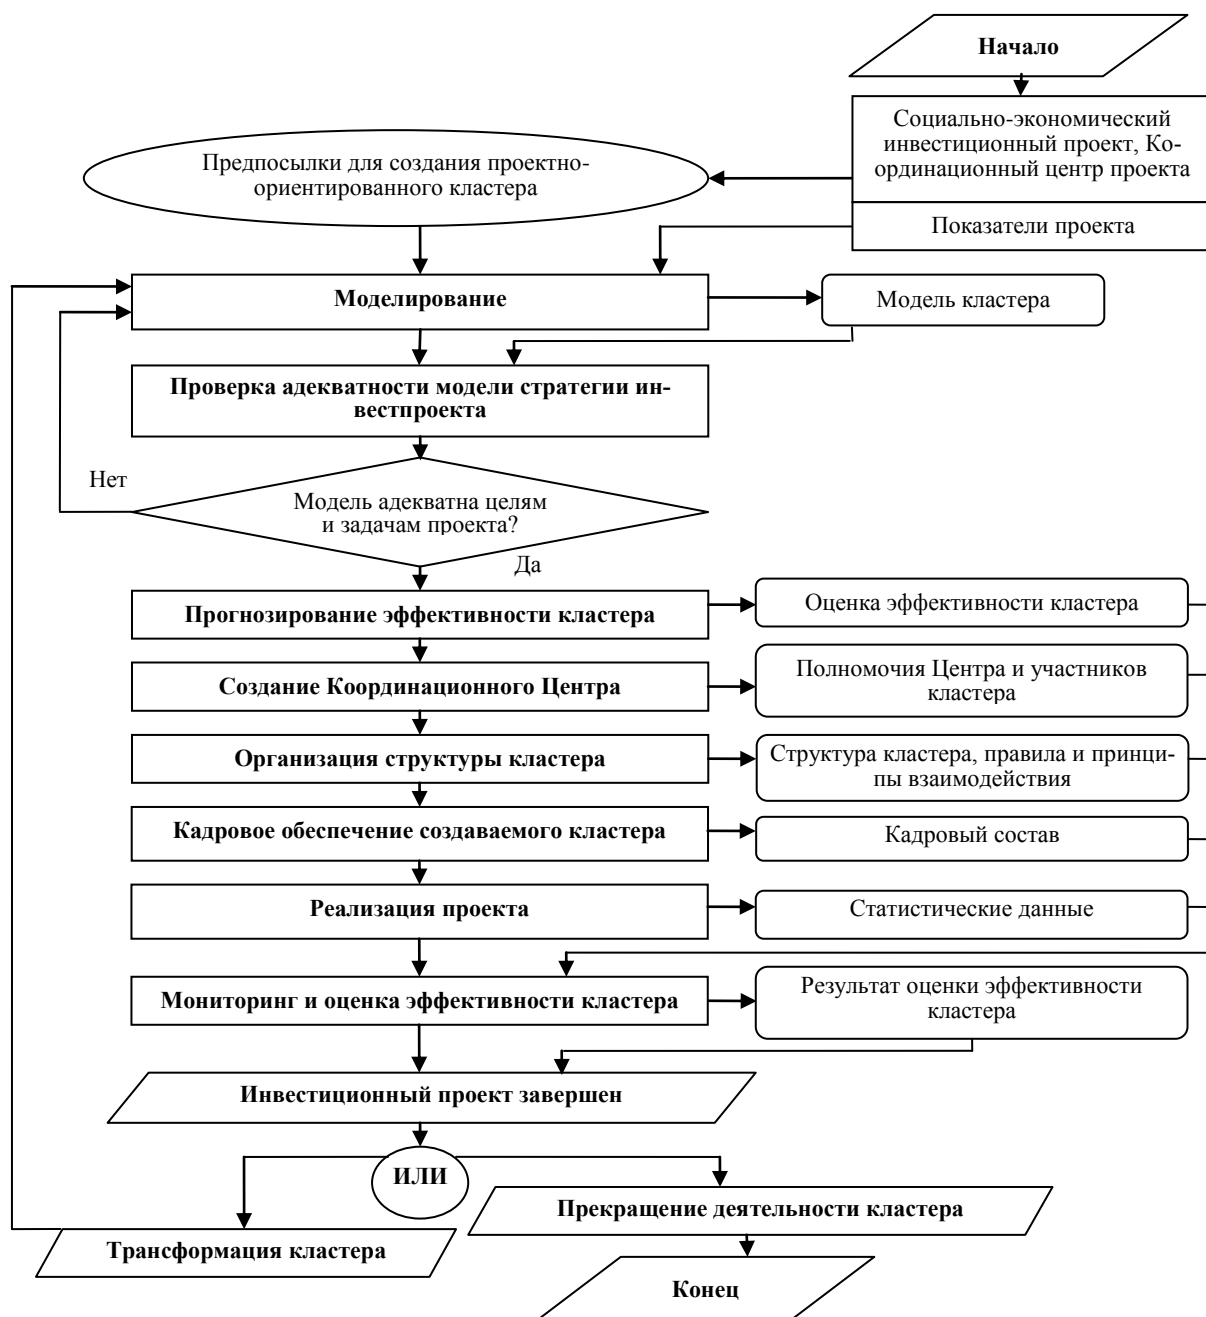 Начало
Социально-экономический
инвестиционный проект, Ко-
ординационный центр проекта
Предпосылки для создания проектно-
ориентированного кластера
Показатели проекта
Моделирование
Модель кластера
Проверка адекватности модели стратегии ин-
вестпроекта
Нет
Модель адекватна целям
и задачам проекта?
Да
Прогнозирование эффективности кластера
Оценка эффективности кластера
Создание Координационного Центра
Полномочия Центра и участников
кластера
Организация структуры кластера
Структура кластера, правила и принци-
пы взаимодействия
Кадровое обеспечение создаваемого кластера
Кадровый состав
Реализация проекта
Статистические данные
Мониторинг и оценка эффективности кластера
Результат оценки эффективности
кластера
Инвестиционный проект завершен
ИЛИ
Прекращение деятельности кластера
Трансформация кластера
Конец